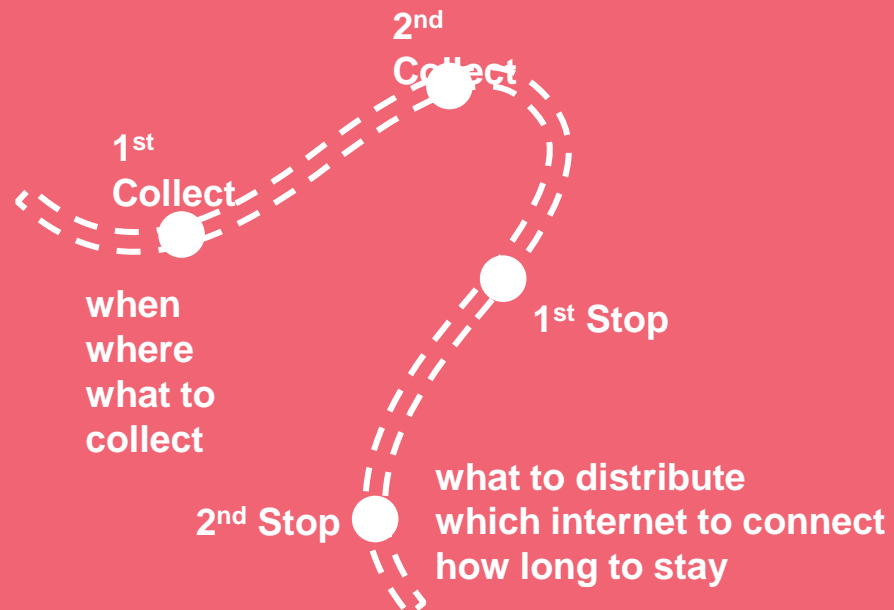 2nd
Collect
1st
Collect
when
where
what to
collect
1st Stop
2nd Stop
what to distribute
which internet to connect
how long to stay